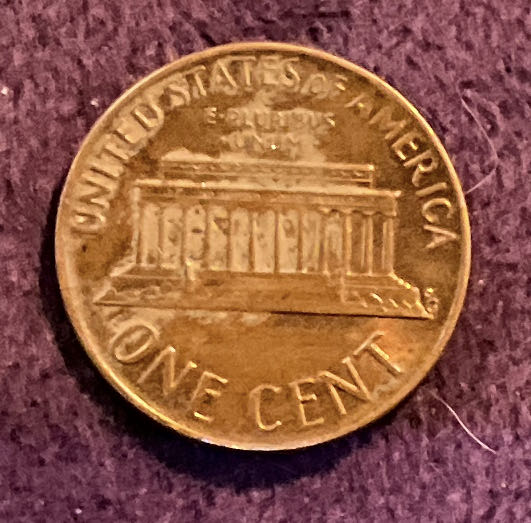 UNITED STATES OF AMERICA
E·PLURIBUS
UNUM
ONE CENT